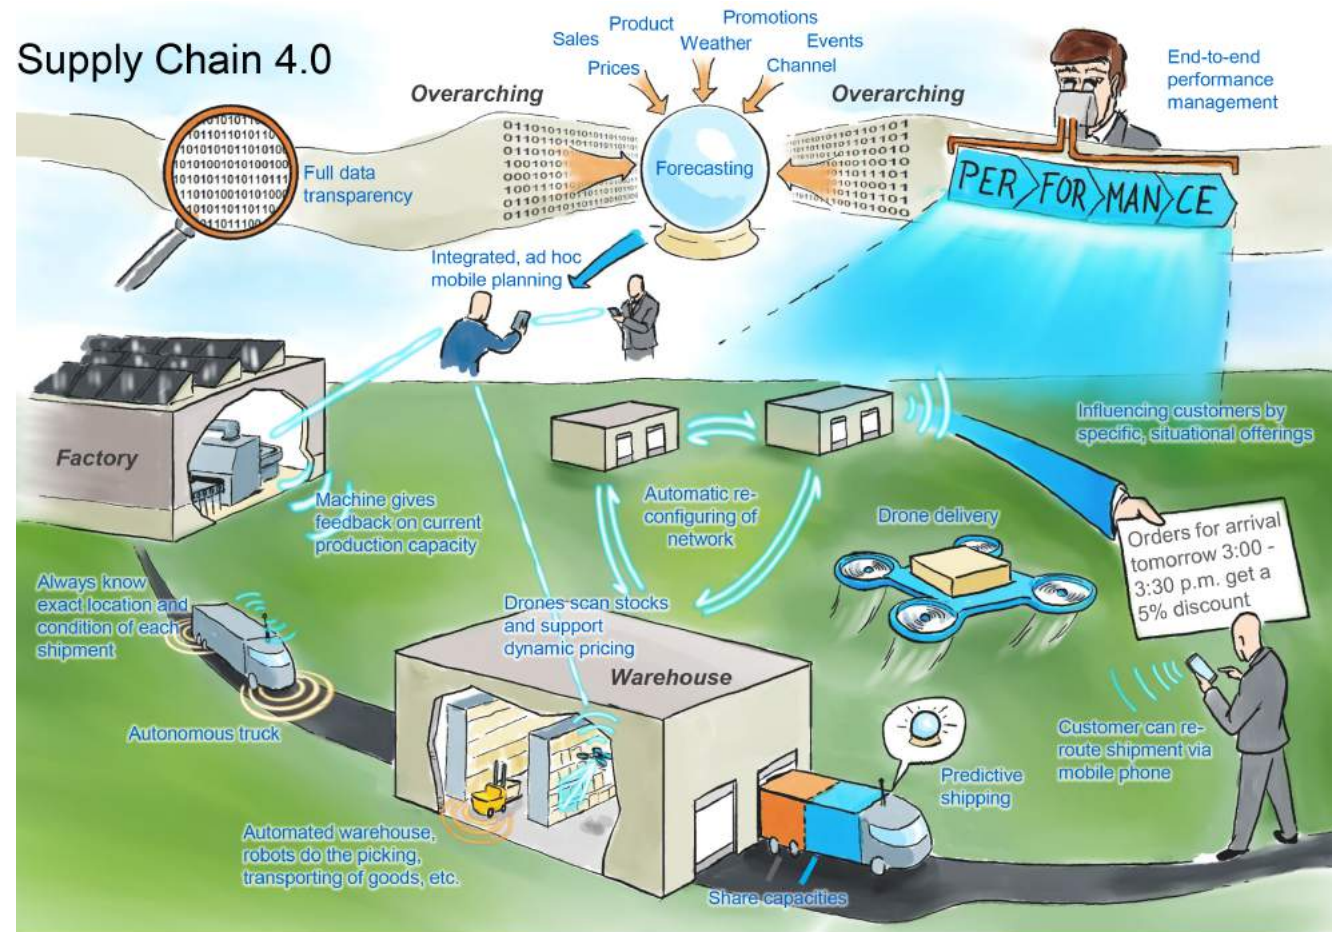 Supply Chain 4.0
Sales
Product
Promotions
Weather
Events
Prices
Channel
Overarching
Overarching
End-to-end
performance
management
Full data
transparency
Forecasting
PER FOR MAN CE
Integrated, ad hoc
mobile planning
Factory
Machine gives
feedback on current
production capacity
Influencing customers by
specific, situational offerings
Automatic re-
configuring of
network
Drone delivery
Orders for arrival
tomorrow 3:00 -
3:30 p.m. get a
5% discount
Always know
exact location and
condition of each
shipment
Autonomous truck
Drones scan stocks
and support
dynamic pricing
Warehouse
Customer can re-
route shipment via
mobile phone
Predictive
shipping
Automated warehouse,
robots do the picking,
transporting of goods, etc.
Share capacities